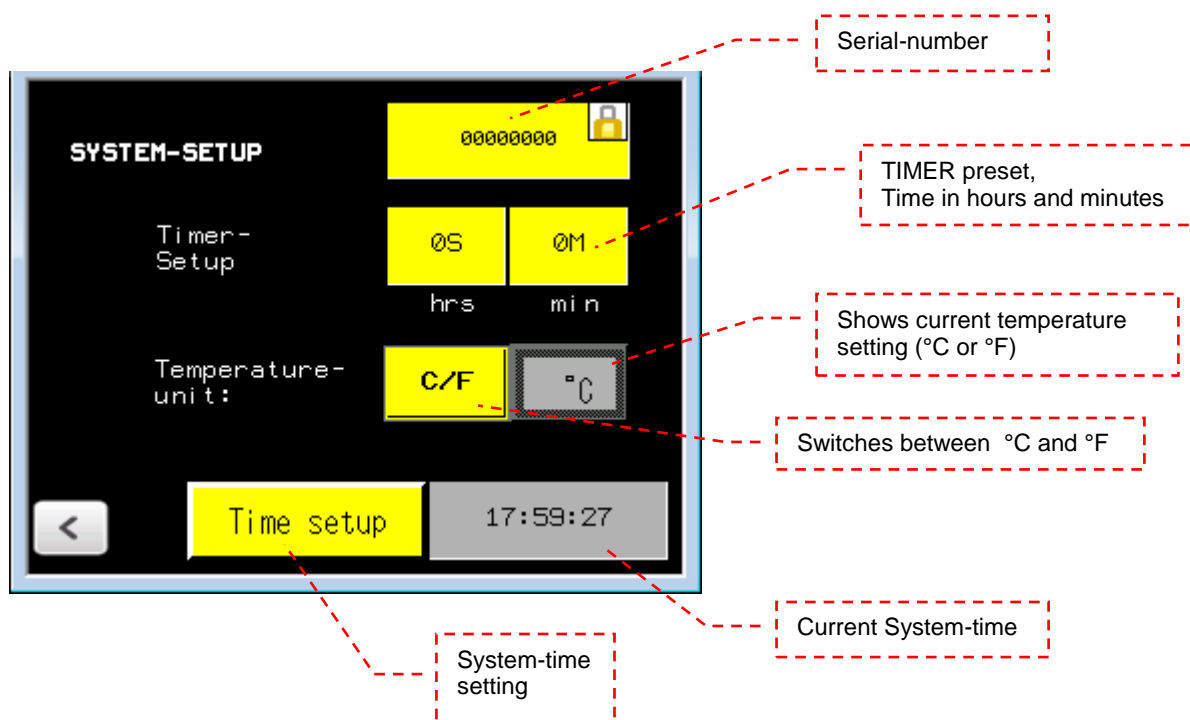 Serial-number
00000000
SYSTEM-SETUP
TIMER preset,
Time in hours and minutes
Timer-
Setup
0S
0M
hrs
min
Shows current temperature
setting (°C or °F)
Temperature-
unit:
C/F
°C
Switches between °C and °F
<
Time setup
17:59:27
Current System-time
System-time
setting